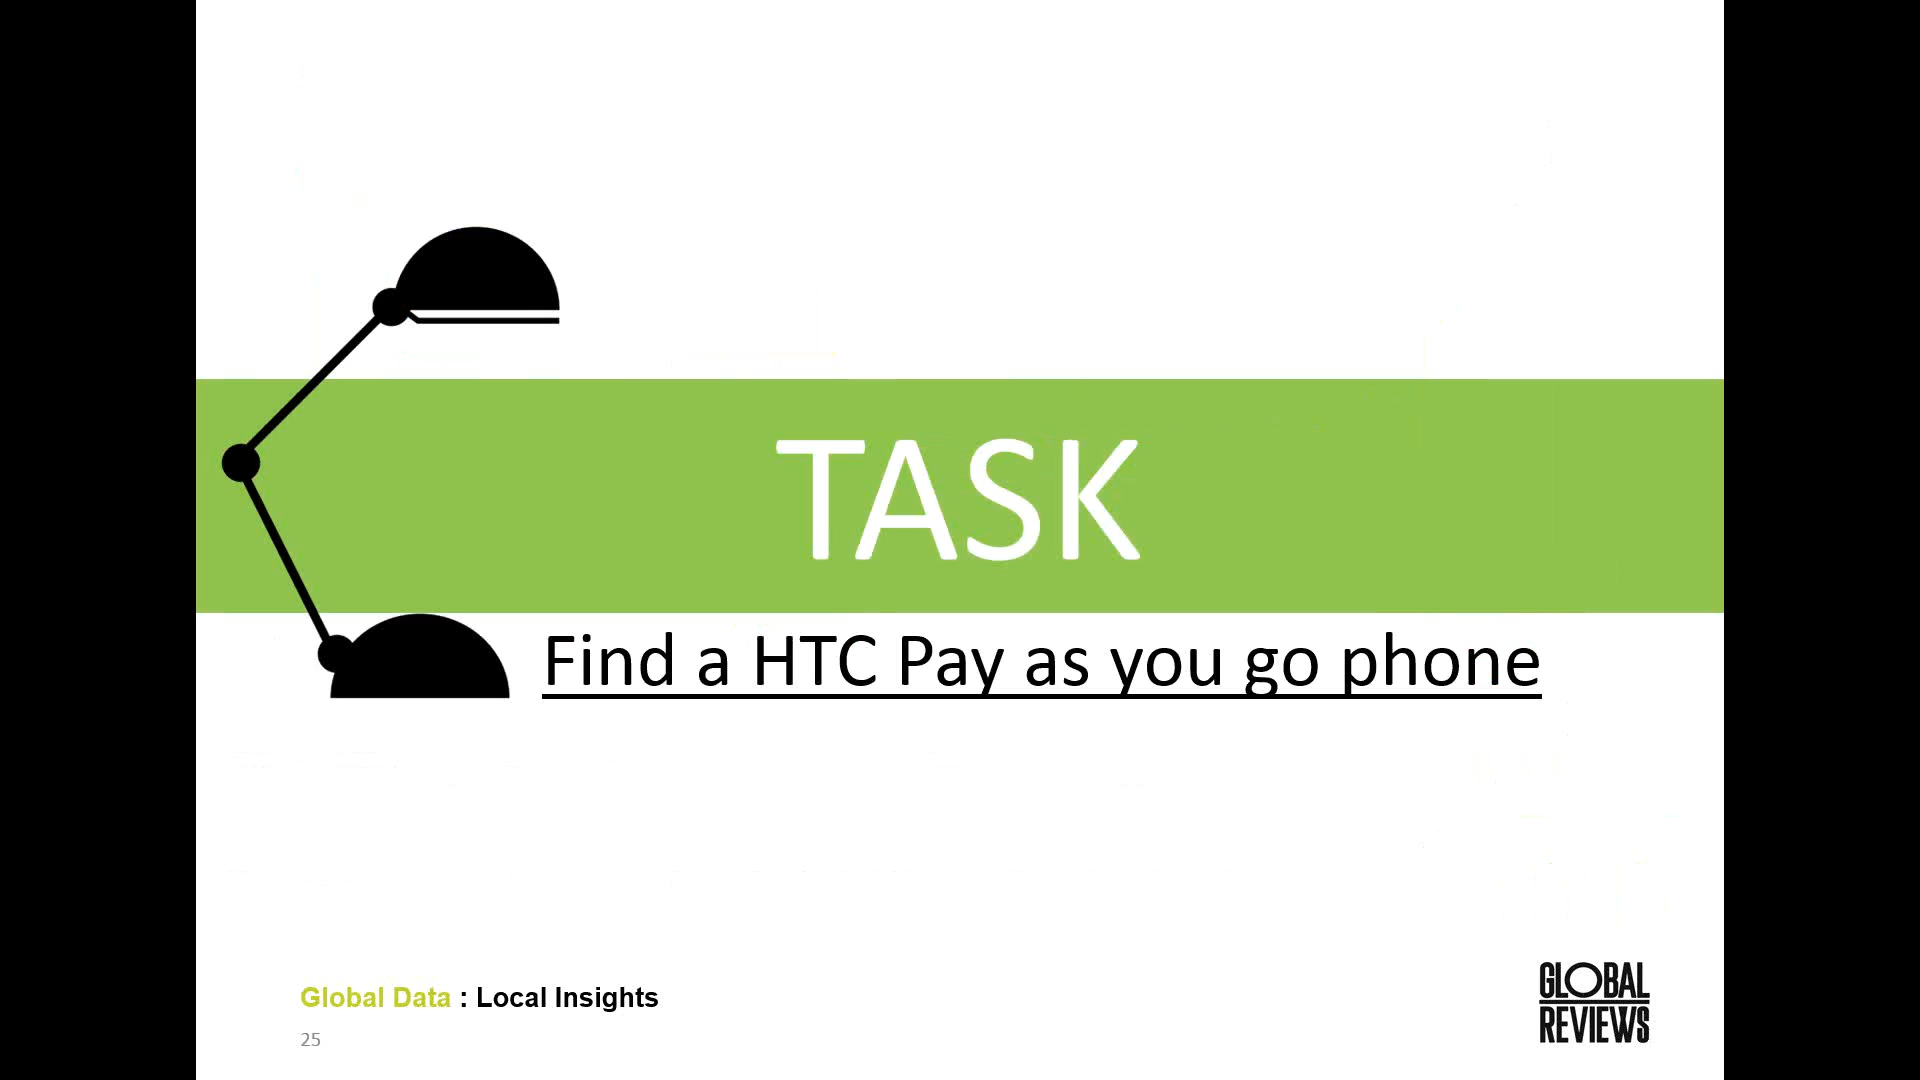 TASK
Find a HTC Pay as you go phone
Global Data : Local Insights
25
GLOBAL
REVIEWS